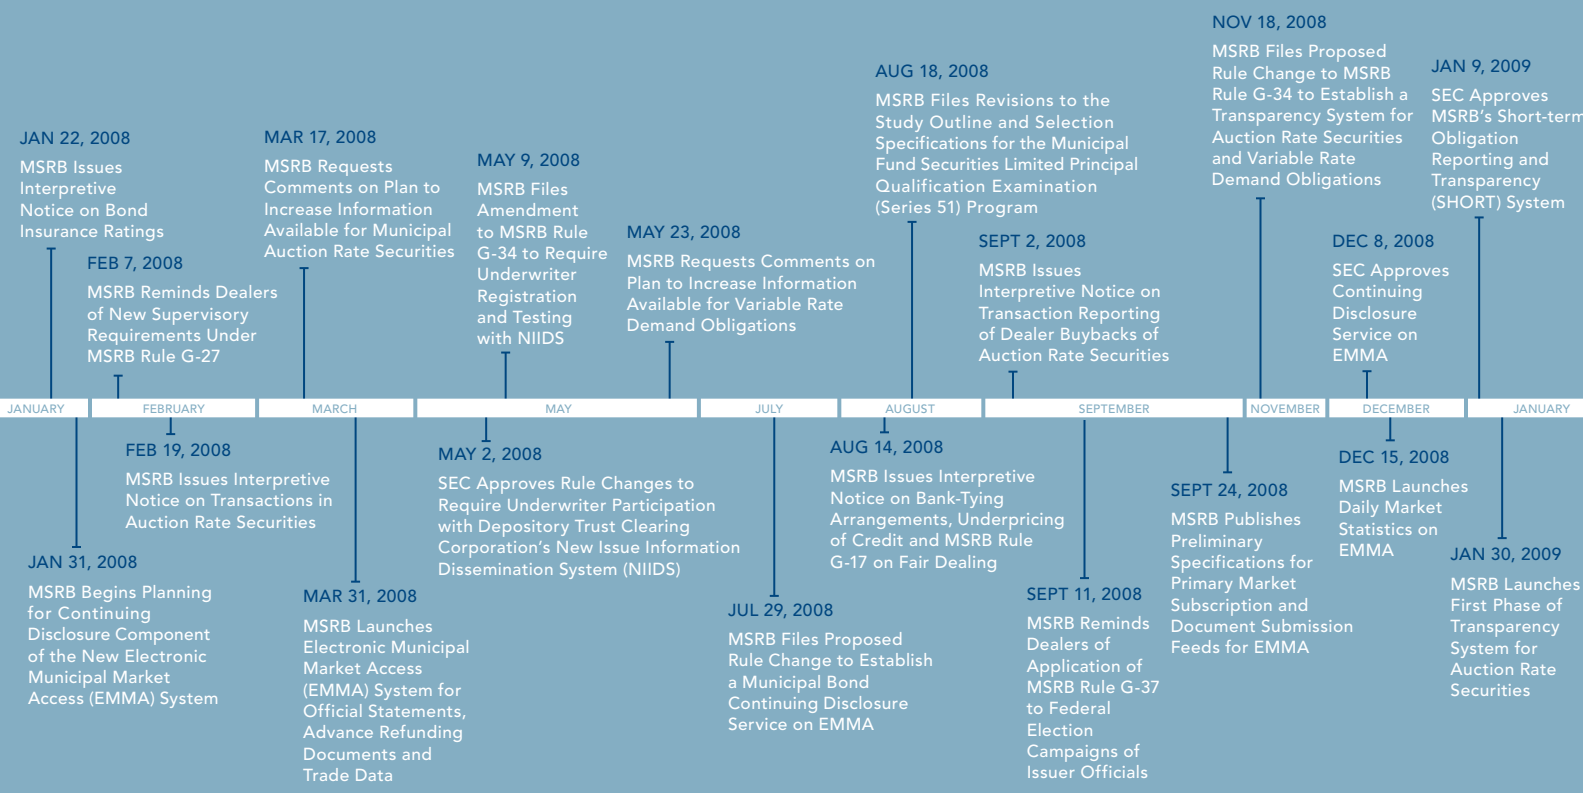 JAN 22, 2008
MSRB Issues
Interpretive
Notice on Bond
Insurance Ratings
FEB 7, 2008
MSRB Reminds Dealers
of New Supervisory
Requirements Under
MSRB Rule G-27
MAR 17, 2008
MSRB Requests
Comments on Plan to
Increase Information
Available for Municipal
Auction Rate Securities
MAY 9, 2008
MSRB Files
Amendment
to MSRB Rule
G-34 to Require
Underwriter
Registration
and Testing
with NIIDS
MAY 23, 2008
MSRB Requests Comments on
Plan to Increase Information
Available for Variable Rate
Demand Obligations
AUG 18, 2008
MSRB Files Revisions to the
Study Outline and Selection
Specifications for the Municipal
Fund Securities Limited Principal
Qualification Examination
(Series 51) Program
SEPT 2, 2008
MSRB Issues
Interpretive Notice on
Transaction Reporting
of Dealer Buybacks of
Auction Rate Securities
NOV 18, 2008
MSRB Files Proposed
Rule Change to MSRB
Rule G-34 to Establish a
Transparency System for
Auction Rate Securities
and Variable Rate
Demand Obligations
DEC 8, 2008
SEC Approves
Continuing
Disclosure
Service on
EMMA
JAN 9, 2009
SEC Approves
MSRB's Short-term
Obligation
Reporting and
Transparency
(SHORT) System
JANUARY
FEBRUARY
MARCH
MAY
JULY
AUGUST
SEPTEMBER
NOVEMBER
DECEMBER
JANUARY
JAN 31, 2008
MSRB Begins Planning
for Continuing
Disclosure Component
of the New Electronic
Municipal Market
Access (EMMA) System
FEB 19, 2008
MSRB Issues Interpretive
Notice on Transactions in
Auction Rate Securities
MAR 31, 2008
MSRB Launches
Electronic Municipal
Market Access
(EMMA) System for
Official Statements,
Advance Refunding
Documents and
Trade Data
MAY 2, 2008
SEC Approves Rule Changes to
Require Underwriter Participation
with Depository Trust Clearing
Corporation's New Issue Information
Dissemination System (NIIDS)
JUL 29, 2008
MSRB Files Proposed
Rule Change to Establish
a Municipal Bond
Continuing Disclosure
Service on EMMA
AUG 14, 2008
MSRB Issues Interpretive
Notice on Bank-Tying
Arrangements, Underpricing
of Credit and MSRB Rule
G-17 on Fair Dealing
SEPT 11, 2008
MSRB Reminds
Dealers of
Application of
MSRB Rule G-37
to Federal
Election
Campaigns of
Issuer Officials
SEPT 24, 2008
MSRB Publishes
Preliminary
Specifications for
Primary Market
Subscription and
Document Submission
Feeds for EMMA
DEC 15, 2008
MSRB Launches
Daily Market
Statistics on
EMMA
JAN 30, 2009
MSRB Launches
First Phase of
Transparency
System for
Auction Rate
Securities